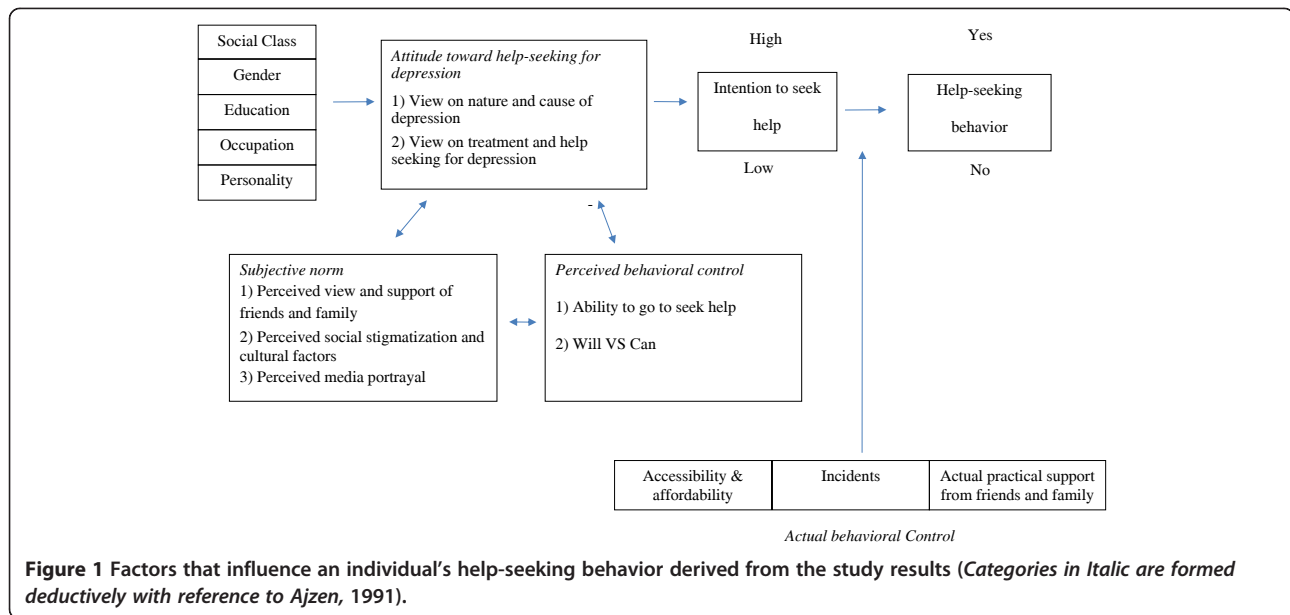 Social Class
Gender
Education
Occupation
Personality
Attitude toward help-seeking for
depression
1) View on nature and cause of
depression
2) View on treatment and help
seeking for depression
High
Intention to seek
help
Low
Yes
Help-seeking
behavior
No
-
Subjective norm
1) Perceived view and support of
friends and family
2) Perceived social stigmatization and
cultural factors
3) Perceived media portrayal
Perceived behavioral control
1) Ability to go to seek help
2) Will VS Can
Accessibility &
affordability
Incidents
Actual practical support
from friends and family
Actual behavioral Control
Figure 1 Factors that influence an individual's help-seeking behavior derived from the study results (Categories in Italic are formed
deductively with reference to Ajzen, 1991).